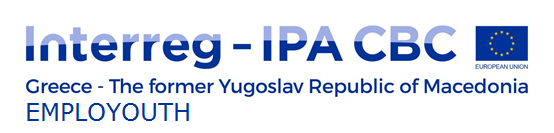 Interreg - IPA CBC
EUROPEAN UNION
Greece - The former Yugoslav Republic of Macedonia
EMPLOYOUTH